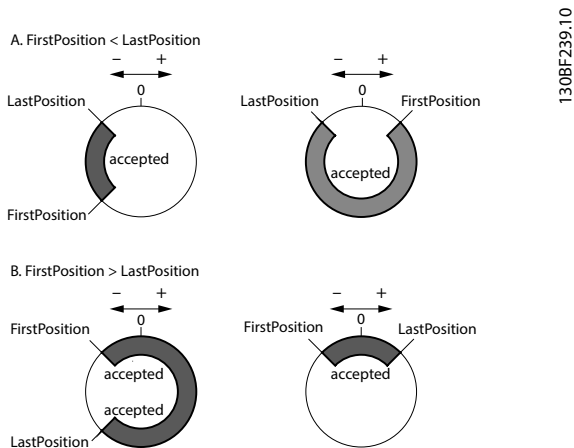 A. FirstPosition < LastPosition
− +
− +
0
0
LastPosition
LastPosition
FirstPosition
accepted
accepted
FirstPosition
B. FirstPosition > LastPosition
− +
− +
0
0
FirstPosition
FirstPosition
LastPosition
accepted
accepted
accepted
LastPosition
130BF239.10